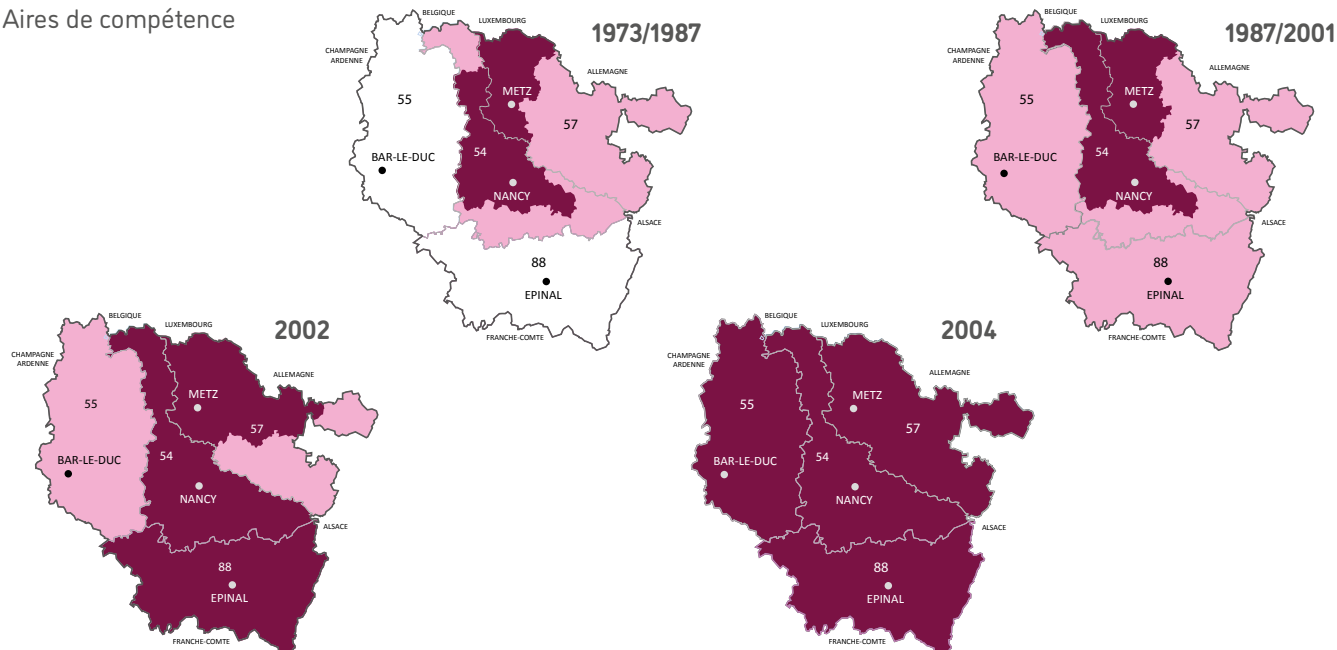 Aires de compétence
1973/1987
BELGIQUE
LUXEMBOURG
CHAMPAGNE
ARDENNE
ALLEMAGNE
55
METZ
57
BAR-LE-DUC
54
NANCY
ALSACE
88
EPINAL
FRANCHE-COMTE
1987/2001
BELGIQUE
LUXEMBOURG
CHAMPAGNE
ARDENNE
ALLEMAGNE
55
METZ
57
BAR-LE-DUC
54
NANCY
ALSACE
88
EPINAL
FRANCHE-COMTE
2002
BELGIQUE
LUXEMBOURG
CHAMPAGNE
ARDENNE
ALLEMAGNE
55
METZ
57
BAR-LE-DUC
54
NANCY
ALSACE
88
EPINAL
FRANCHE-COMTE
2004
BELGIQUE
LUXEMBOURG
CHAMPAGNE
ARDENNE
ALLEMAGNE
55
METZ
57
BAR-LE-DUC
54
NANCY
ALSACE
88
EPINAL
FRANCHE-COMTE